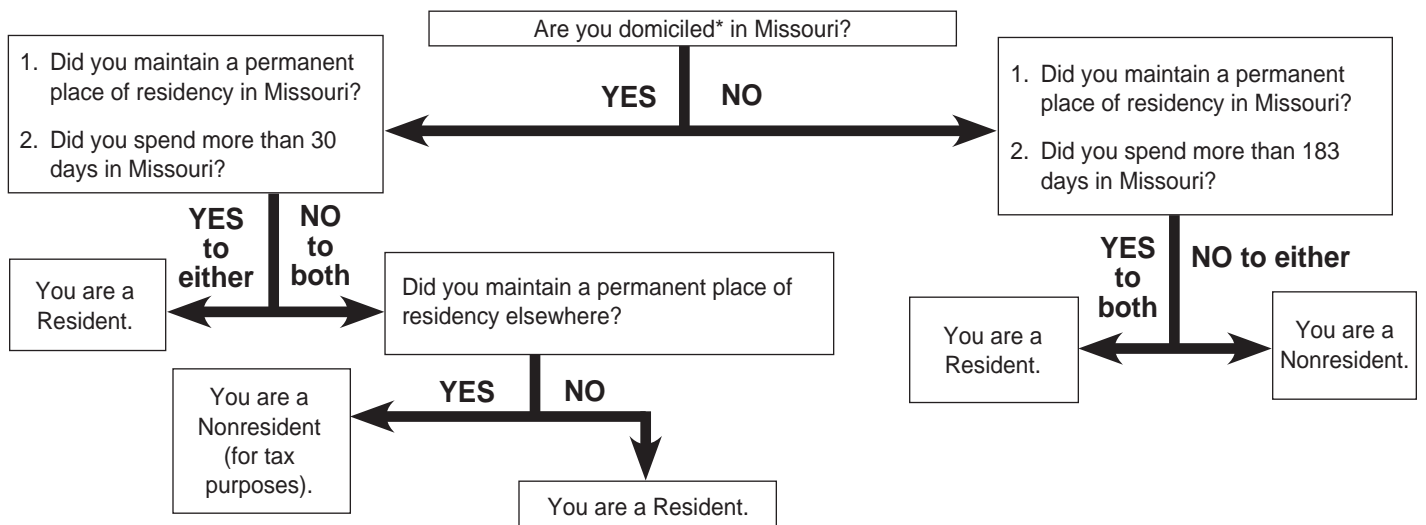 Are you domiciled* in Missouri?
YES
NO
1. Did you maintain a permanent
place of residency in Missouri?
2. Did you spend more than 30
days in Missouri?
YES
to
either
NO
to
both
You are a
Resident.
Did you maintain a permanent place of
residency elsewhere?
YES
NO
You are a
Nonresident
(for tax
purposes).
You are a Resident.
1. Did you maintain a permanent
place of residency in Missouri?
2. Did you spend more than 183
days in Missouri?
YES
to
both
NO to either
You are a
Resident.
You are a
Nonresident.